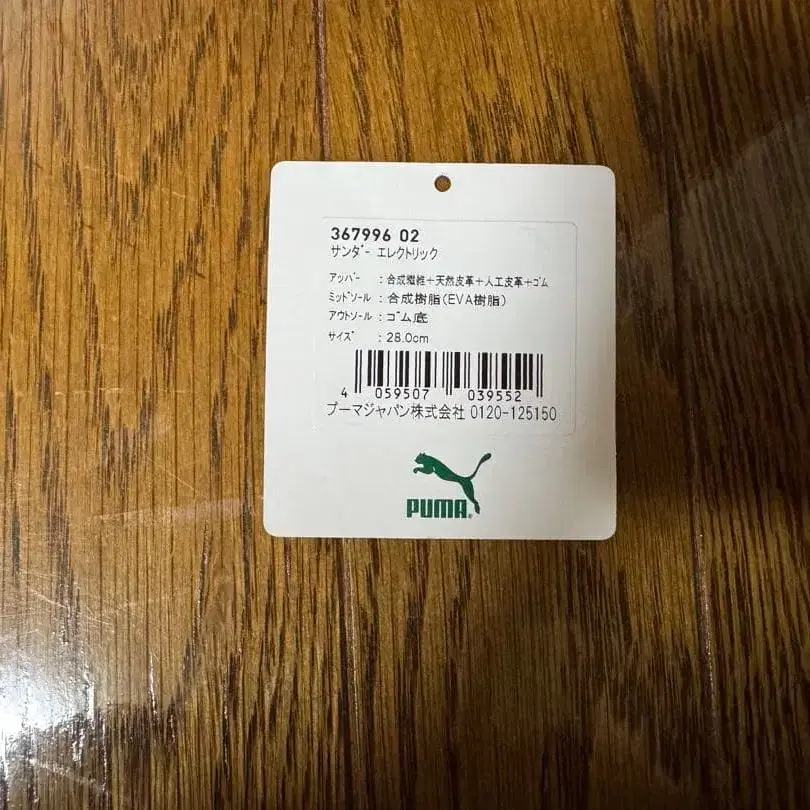 367996 02
ｻﾝﾀﾞｰ ｴﾚｸﾄﾘｯｸ
ｱｯﾊﾟｰ : 合成繊維+天然皮革+人工皮革+ｺﾞﾑ
ﾐｯﾄﾞｿｰﾙ : 合成樹脂(EVA樹脂)
ｱｳﾄｿｰﾙ : ｺﾞﾑ底
ｻｲｽﾞ : 28.0cm
4 059507 039552
プーマジャパン株式会社 0120-125150
PUMA®